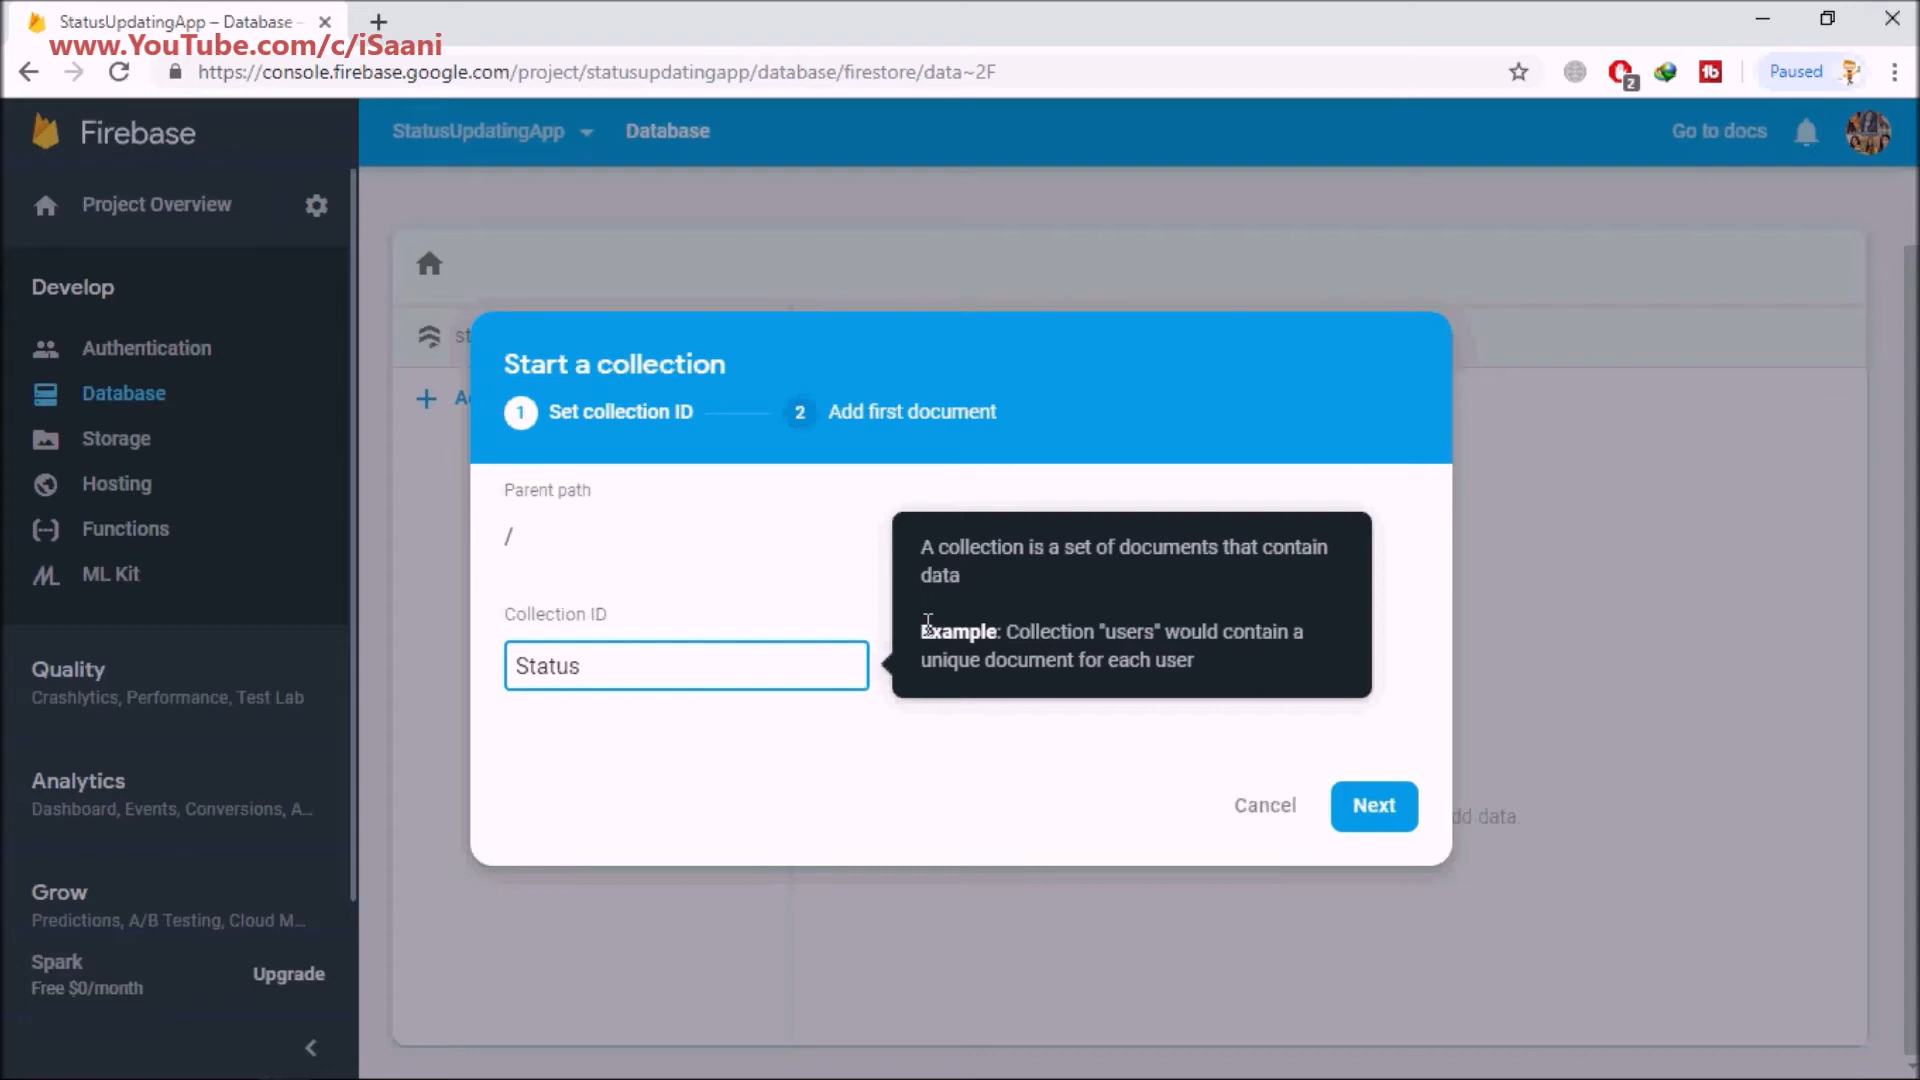 StatusUpdatingApp – Database –
www.YouTube.com/c/iSaani
https://console.firebase.google.com/project/statusupdatingapp/database/firestore/data~2F
2
Paused
Firebase
StatusUpdatingApp
Database
Go to docs
Project Overview
Develop
Authentication
Database
Storage
Hosting
Functions
ML Kit
Quality
Crashlytics, Performance, Test Lab
Analytics
Dashboard, Events, Conversions, A...
Grow
Predictions, A/B Testing, Cloud M...
Spark
Free $0/month
Upgrade
Start a collection
1 Set collection ID
2 Add first document
Parent path
/
A collection is a set of documents that contain
data
Example: Collection "users" would contain a
unique document for each user
Collection ID
Status
Cancel
Next